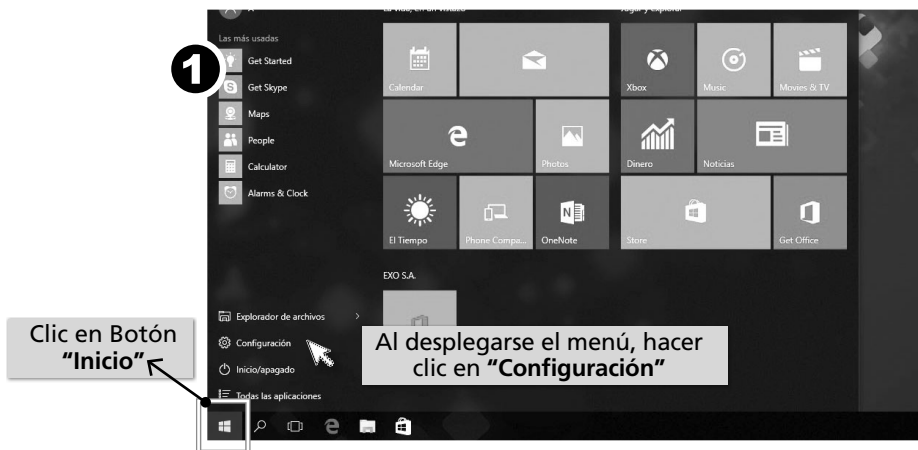 Las más usadas
1
Get Started
Get Skype
Maps
People
Calculator
Alarms & Clock
Calendar
Xbox
Music
Movies & TV
Microsoft Edge
Photos
Dinero
Noticias
El Tiempo
Phone Compa...
OneNote
Store
Get Office
EXO S.A.
Explorador de archivos
Configuración
Inicio/apagado
Todas las aplicaciones
Clic en Botón
“Inicio”
Al desplegarse el menú, hacer
clic en “Configuración”